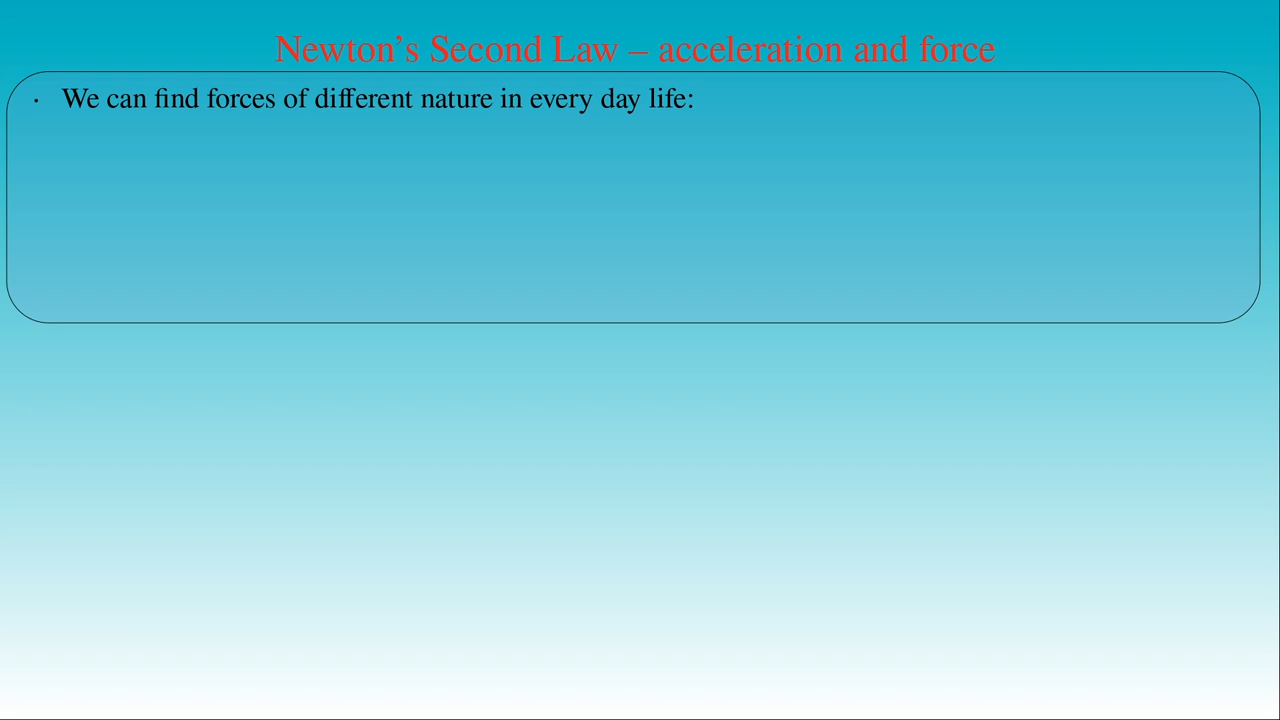 Newton’s Second Law – acceleration and force
· We can find forces of different nature in every day life: